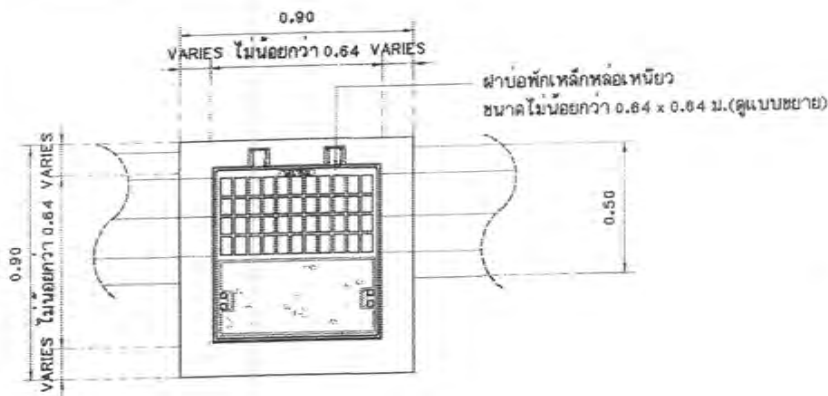 0.90
VARIES ไม่น้อยกว่า 0.64 VARIES
ฝาบ่อพักเหล็กหล่อเหนียว
ขนาดไม่น้อยกว่า 0.64 x 0.64 ม.(ดูแบบขยาย)
0.90
VARIES ไม่น้อยกว่า 0.64 VARIES
0.50